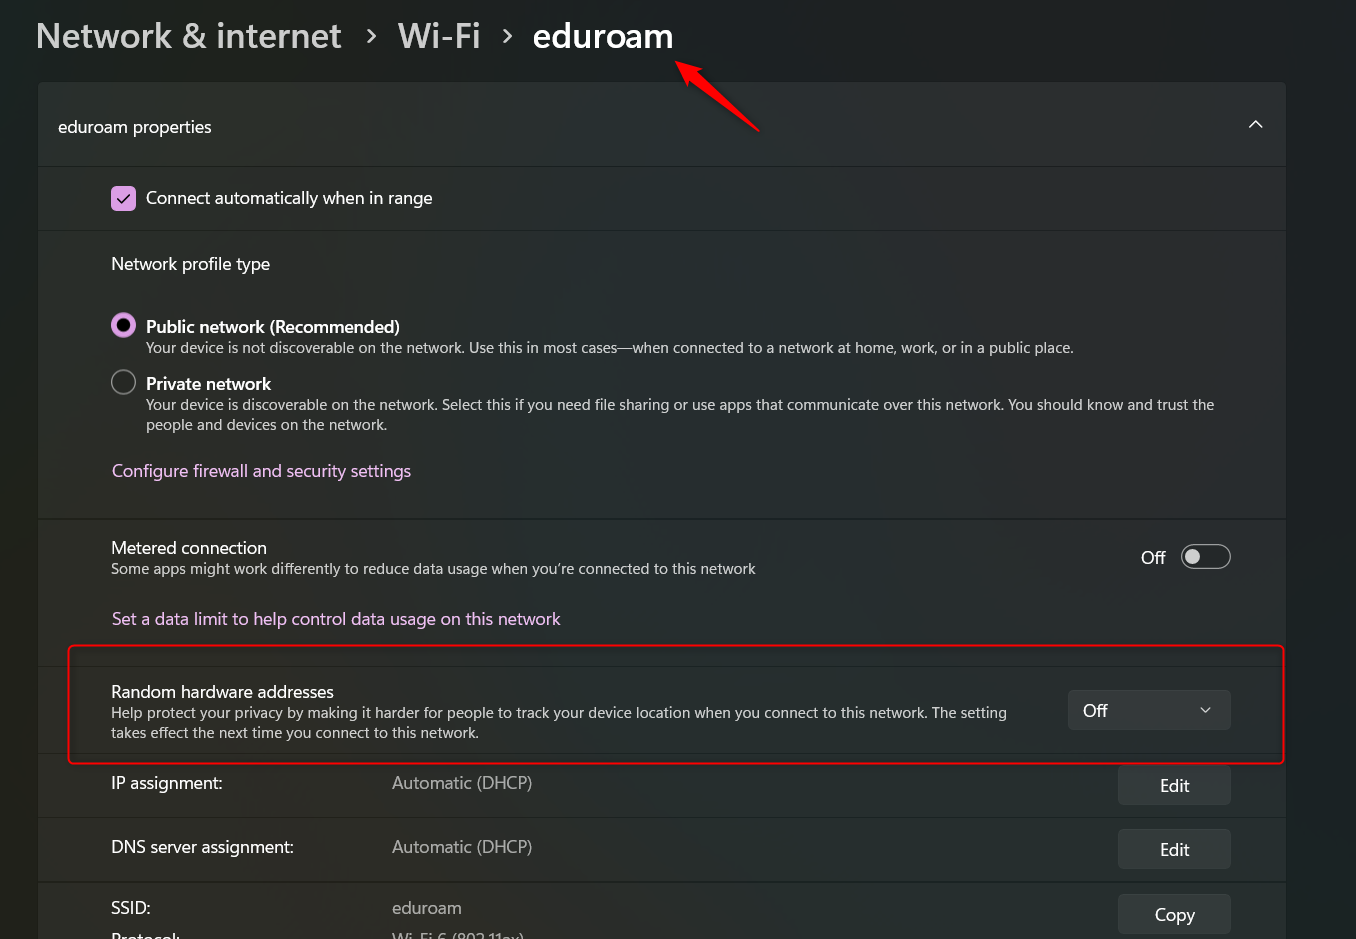 Network & internet > Wi-Fi > eduroam
eduroam properties
Connect automatically when in range
Network profile type
Public network (Recommended)
Your device is not discoverable on the network. Use this in most cases—when connected to a network at home, work, or in a public place.
Private network
Your device is discoverable on the network. Select this if you need file sharing or use apps that communicate over this network. You should know and trust the
people and devices on the network.
Configure firewall and security settings
Metered connection
Off
Some apps might work differently to reduce data usage when you're connected to this network
Set a data limit to help control data usage on this network
Random hardware addresses
Help protect your privacy by making it harder for people to track your device location when you connect to this network. The setting
takes effect the next time you connect to this network.
Off
IP assignment: Automatic (DHCP) Edit
DNS server assignment: Automatic (DHCP) Edit
SSID: eduroam Copy
Protocol: Wi-Fi 6 (802.11ax)